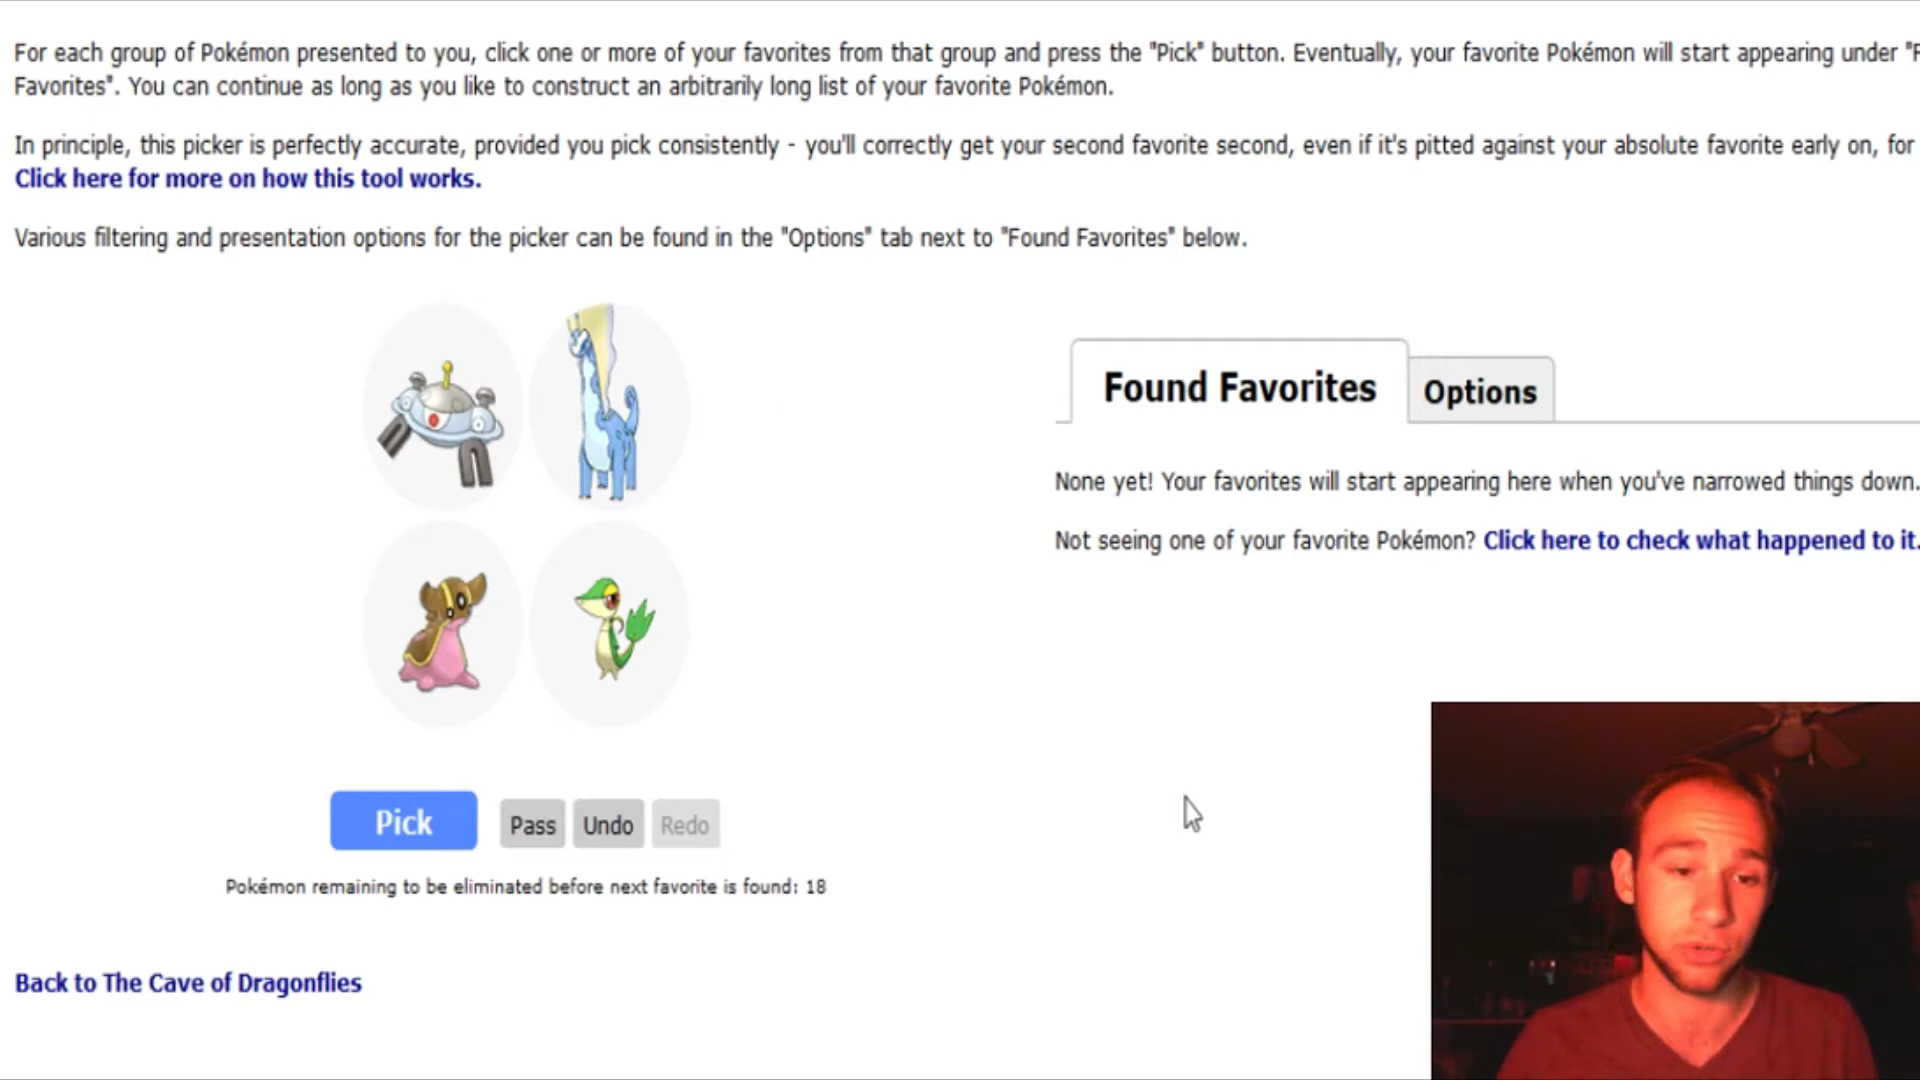 For each group of Pokémon presented to you, click one or more of your favorites from that group and press the "Pick" button. Eventually, your favorite Pokémon will start appearing under "F
Favorites". You can continue as long as you like to construct an arbitrarily long list of your favorite Pokémon.
In principle, this picker is perfectly accurate, provided you pick consistently - you'll correctly get your second favorite second, even if it's pitted against your absolute favorite early on, for
Click here for more on how this tool works.
Various filtering and presentation options for the picker can be found in the "Options" tab next to "Found Favorites" below.
Found Favorites
Options
None yet! Your favorites will start appearing here when you've narrowed things down.
Not seeing one of your favorite Pokémon? Click here to check what happened to it.
Pick
Pass
Undo
Redo
Pokémon remaining to be eliminated before next favorite is found: 18
Back to The Cave of Dragonflies